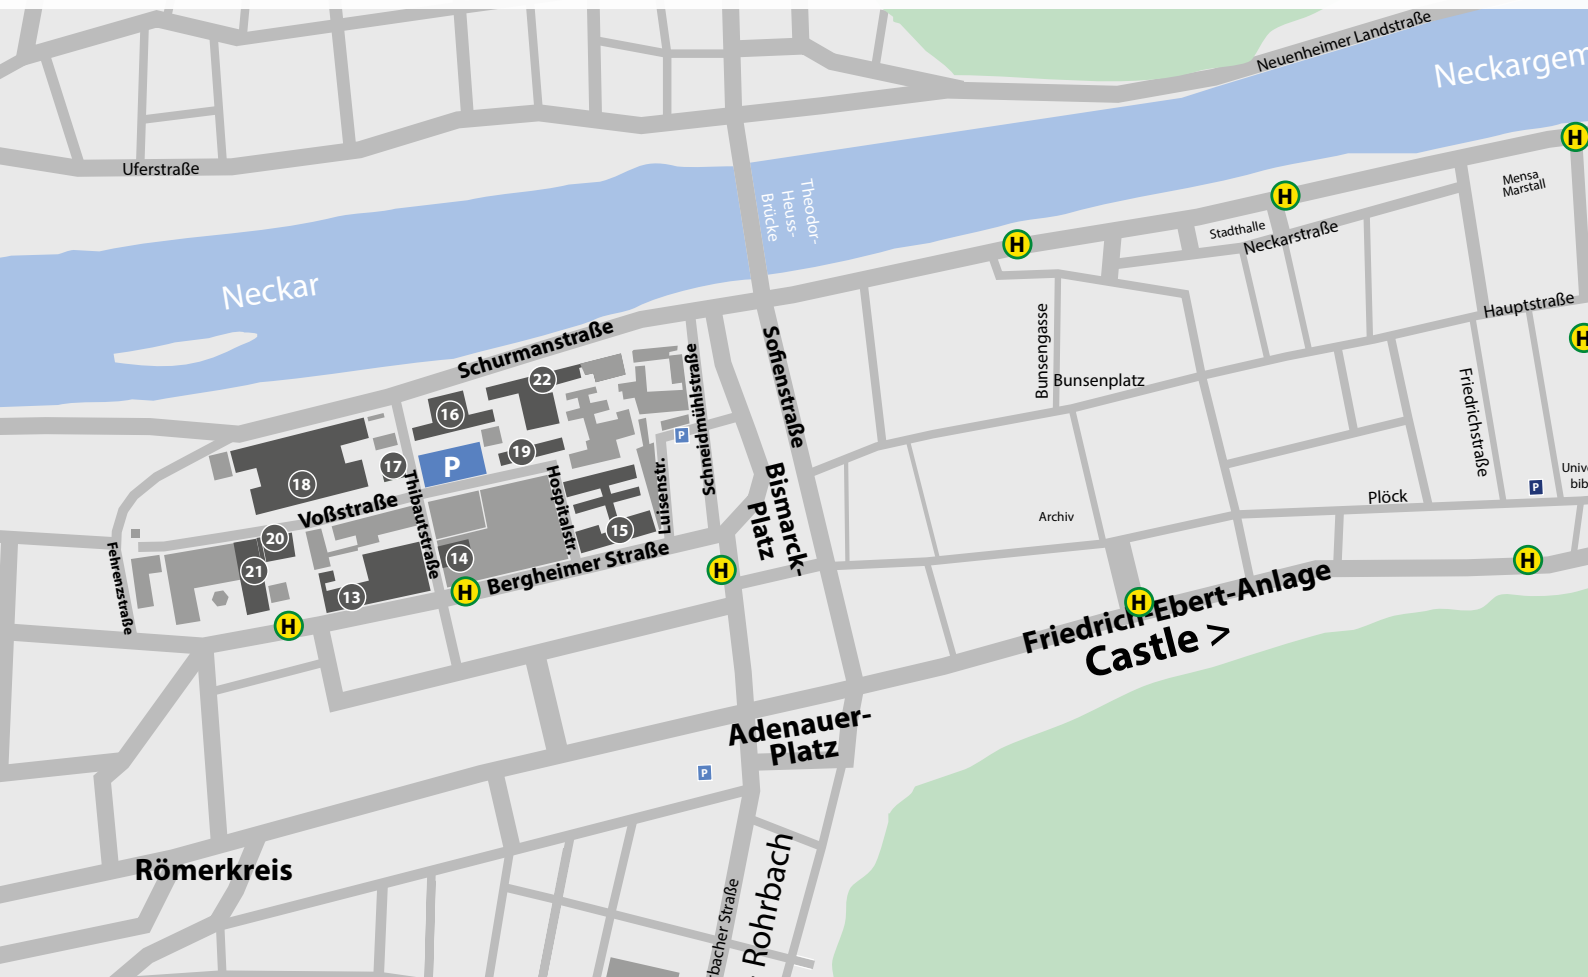 Neuenheimer Landstraße
Neckargem
H
Uferstraße
Mensa
Marstall
Theodor-
Heuss-
Brücke
H
Stadthalle
Neckarstraße
H
Neckar
Hauptstraße
H
Schurmanstraße
Sofienstraße
Bunsengasse
Bunsenplatz
Friedrichstraße
22
16
P
Schneidmühlstraße
19
17
P
18
Hospitalstr.
Luisenstr.
Thibautstraße
Voßstraße
Bismarck-
Platz
P
Unive
bib
Plöck
Archiv
15
20
14
21
13
Fehrenzstraße
Bergheimer Straße
H
H
H
H
H
Friedrich-Ebert-Anlage
Castle >
Adenauer-
Platz
P
Römerkreis
rbacher Straße
Rohrbach